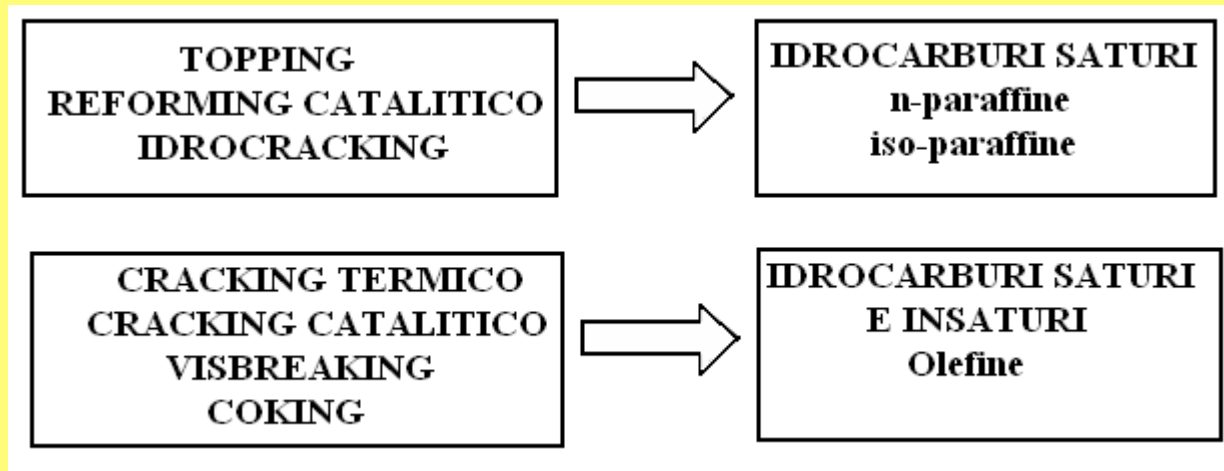 TOPPING
REFORMING CATALITICO
IDROCRACKING
IDROCARBURI SATURI
n-paraffine
iso-paraffine
CRACKING TERMICO
CRACKING CATALITICO
VISBREAKING
COKING
IDROCARBURI SATURI
E INSATURI
Olefine